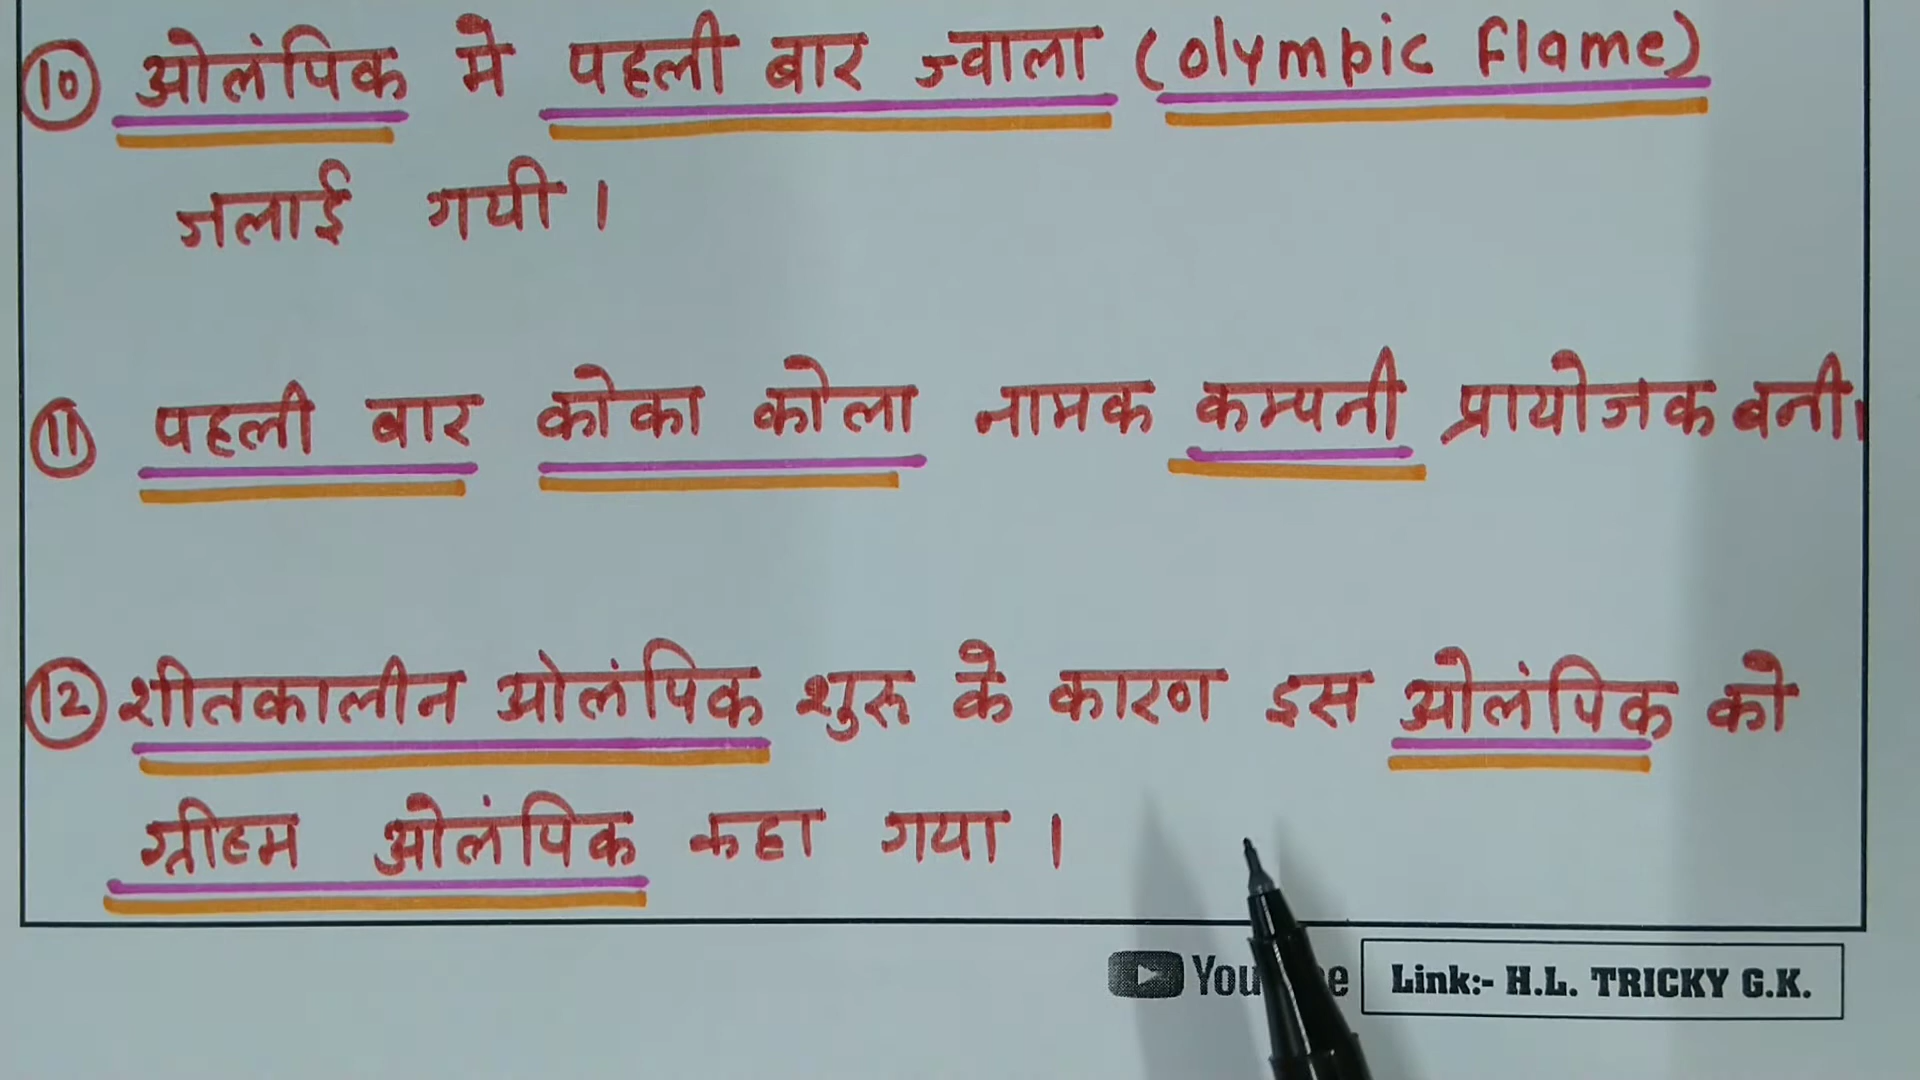 10 ओलंपिक मे पहली बार ज्वाला (Olympic Flame)
जलाई गयी ।
11 पहली बार कोका कोला नामक कम्पनी प्रायोजक बनी।
12 शीतकालीन ओलंपिक शुरू के कारण इस ओलंपिक को
ग्रीष्म ओलंपिक कहा गया ।
Link:- H.L. TRICKY G.K.